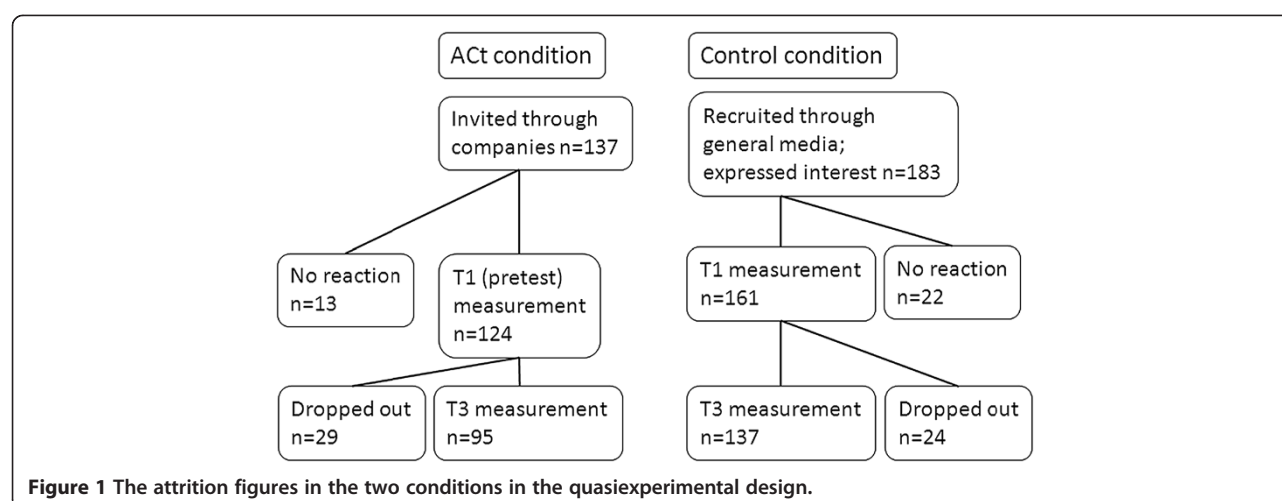 ACt condition
Control condition
Invited through
companies n=137
Recruited through
general media;
expressed interest n=183
No reaction
n=13
T1 (pretest)
measurement
n=124
T1 measurement
n=161
No reaction
n=22
Dropped out
n=29
T3 measurement
n=95
T3 measurement
n=137
Dropped out
n=24
Figure 1 The attrition figures in the two conditions in the quasiexperimental design.